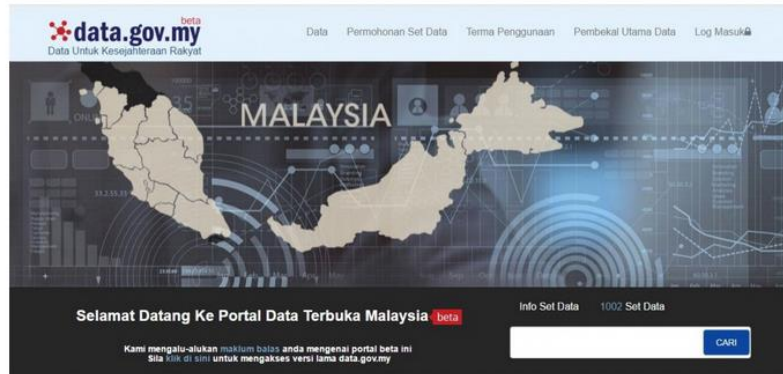 beta
data.gov.my
Data Untuk Kesejahteraan Rakyat
Data Permohonan Set Data Terma Penggunaan Pembekal Utama Data Log Masuk
MALAYSIA
Selamat Datang Ke Portal Data Terbuka Malaysia beta
Kami mengalu-alukan maklum balas anda mengenai portal beta ini
Sila klik di sini untuk mengakses versi lama data.gov.my
Info Set Data 1002 Set Data
CARI